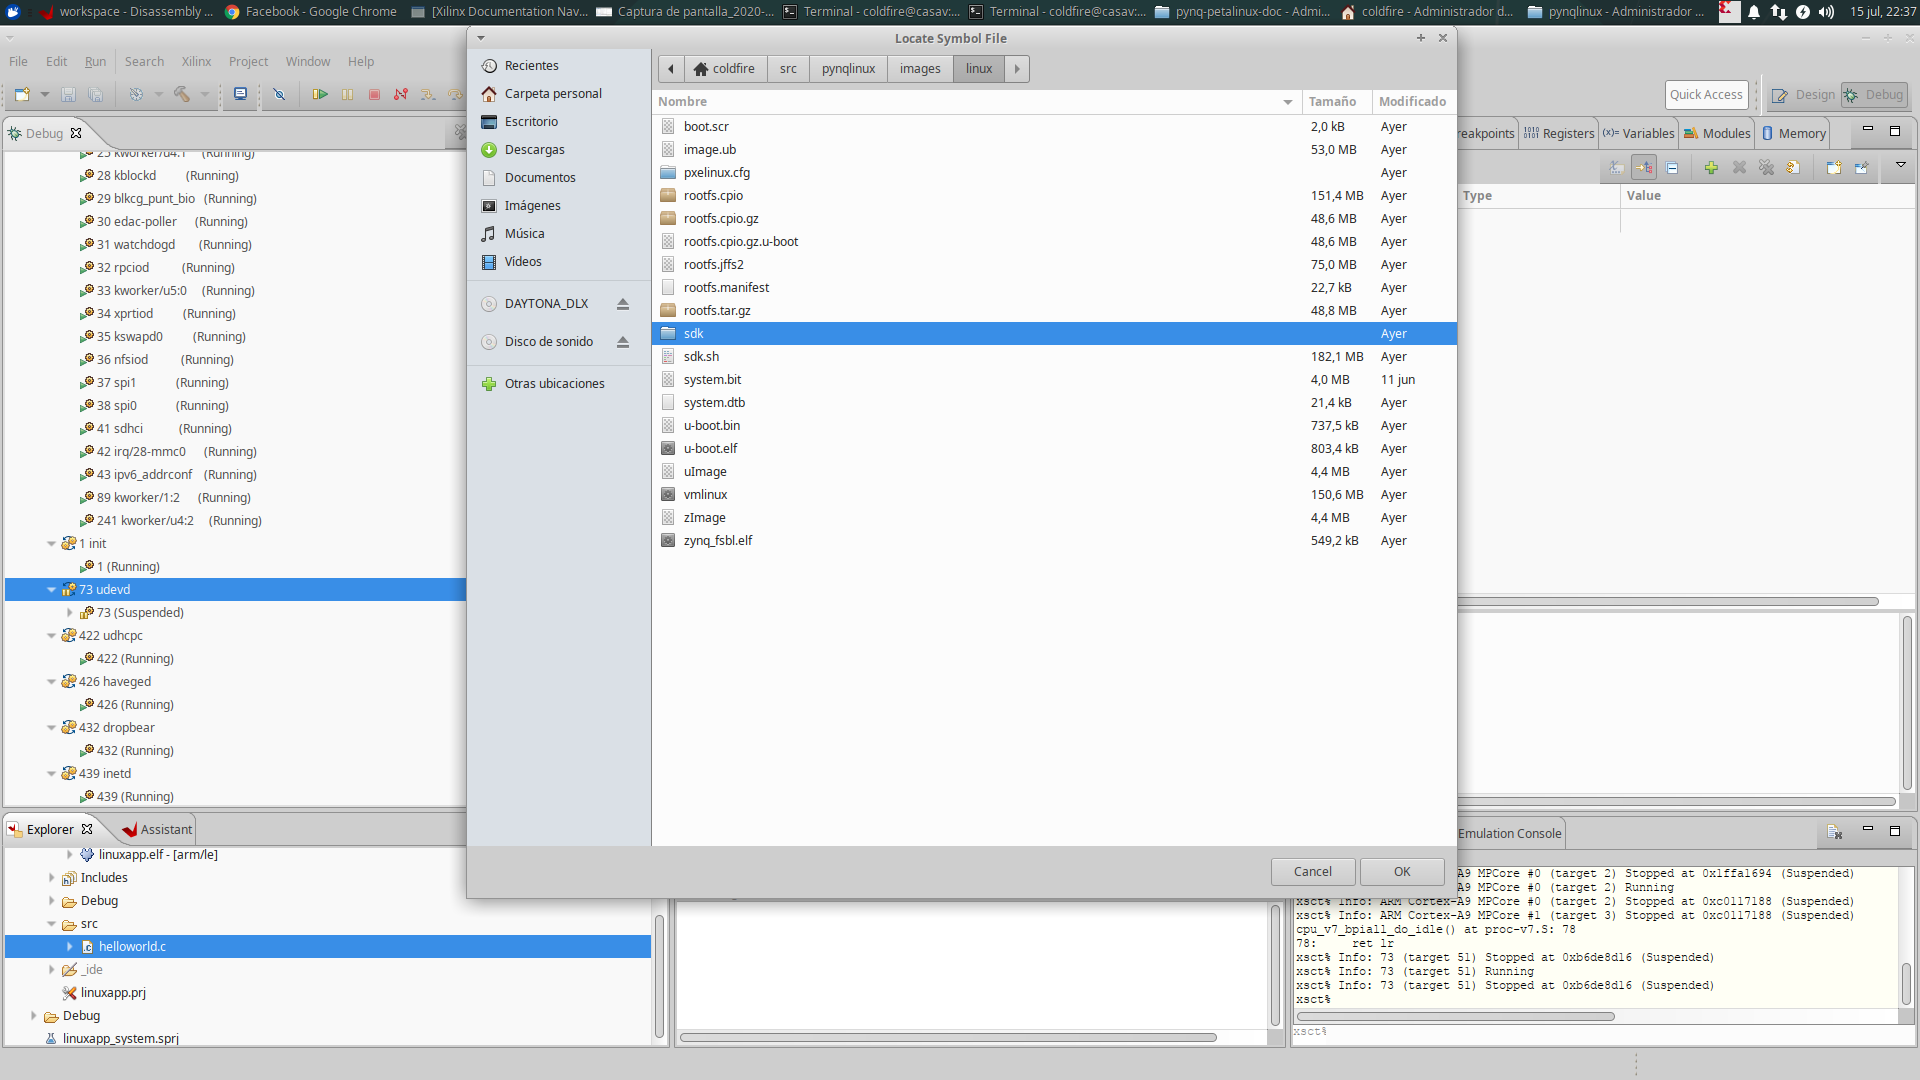 workspace - Disassembly ...
Facebook - Google Chrome
[Xilinx Documentation Nav...
Captura de pantalla_2020-...
Terminal - coldfire@casav:...
Terminal - coldfire@casav:...
pynq-petalinux-doc - Admi...
coldfire - Administrador d...
pynqlinux - Administrador ...
15 jul, 22:37
File Edit Run Search Xilinx Project Window Help
Quick Access
Design
Debug
Debug
25 kworker/u4:1 (Running)
28 kblockd (Running)
29 blkcg_punt_bio (Running)
30 edac-poller (Running)
31 watchdogd (Running)
32 rpciod (Running)
33 kworker/u5:0 (Running)
34 xprtiod (Running)
35 kswapd0 (Running)
36 nfsiod (Running)
37 spi1 (Running)
38 spi0 (Running)
41 sdhci (Running)
42 irq/28-mmc0 (Running)
43 ipv6_addrconf (Running)
89 kworker/1:2 (Running)
241 kworker/u4:2 (Running)
1 init
1 (Running)
73 udevd
73 (Suspended)
422 udhcpc
422 (Running)
426 haveged
426 (Running)
432 dropbear
432 (Running)
439 inetd
439 (Running)
Explorer
Assistant
linuxapp.elf - [arm/le]
Includes
Debug
src
helloworld.c
_ide
linuxapp.prj
Debug
linuxapp_system.sprj
Locate Symbol File
Recientes
Carpeta personal
Escritorio
Descargas
Documentos
Imágenes
Música
Vídeos
DAYTONA_DLX
Disco de sonido
Otras ubicaciones
coldfire src pynqlinux images linux
Nombre Tamaño Modificado
boot.scr 2,0 kB Ayer
image.ub 53,0 MB Ayer
pxelinux.cfg Ayer
rootfs.cpio 151,4 MB Ayer
rootfs.cpio.gz 48,6 MB Ayer
rootfs.cpio.gz.u-boot 48,6 MB Ayer
rootfs.jffs2 75,0 MB Ayer
rootfs.manifest 22,7 kB Ayer
rootfs.tar.gz 48,8 MB Ayer
sdk Ayer
sdk.sh 182,1 MB Ayer
system.bit 4,0 MB 11 jun
system.dtb 21,4 kB Ayer
u-boot.bin 737,5 kB Ayer
u-boot.elf 803,4 kB Ayer
uImage 4,4 MB Ayer
vmlinux 150,6 MB Ayer
zImage 4,4 MB Ayer
zynq_fsbl.elf 549,2 kB Ayer
Cancel OK
reakpoints Registers (x)= Variables Modules Memory
Type Value
Emulation Console
A9 MPCore #0 (target 2) Stopped at 0x1ffa1694 (Suspended)
A9 MPCore #0 (target 2) Running
xsct% Info: ARM Cortex-A9 MPCore #0 (target 2) Stopped at 0xc0117188 (Suspended)
xsct% Info: ARM Cortex-A9 MPCore #1 (target 3) Stopped at 0xc0117188 (Suspended)
cpu_v7_bpiall_do_idle() at proc-v7.S: 78
78: ret lr
xsct% Info: 73 (target 51) Stopped at 0xb6de8d16 (Suspended)
xsct% Info: 73 (target 51) Running
xsct% Info: 73 (target 51) Stopped at 0xb6de8d16 (Suspended)
xsct%
xsct%